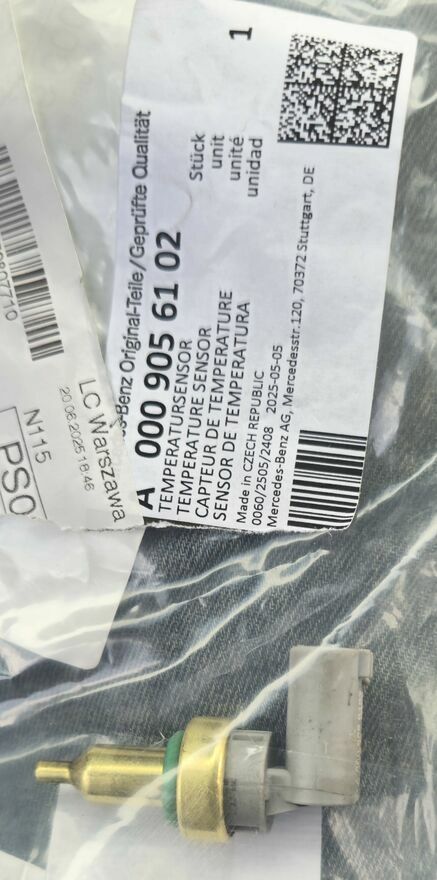 -Benz Original-Teile/Geprüfte Qualität
1
Stück
unit
unité
unidad
A 000 905 61 02
TEMPERATURSENSOR
TEMPERATURE SENSOR
CAPTEUR DE TEMPERATURE
SENSOR DE TEMPERATURA
Made in CZECH REPUBLIC
0060/2505/2408 2025-05-05
Mercedes-Benz AG, Mercedesstr.120, 70372 Stuttgart, DE
LC Warszawa
20.06.2025 18:46
N15
PS0